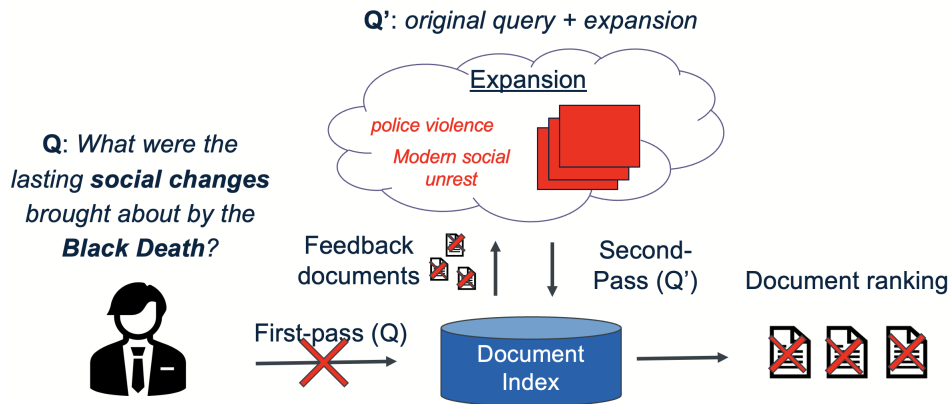 Q’: original query + expansion
Expansion
police violence
Modern social
unrest
Q: What were the
lasting social changes
brought about by the
Black Death?
Feedback
documents
Second-
Pass (Q’)
Document ranking
First-pass (Q)
Document
Index